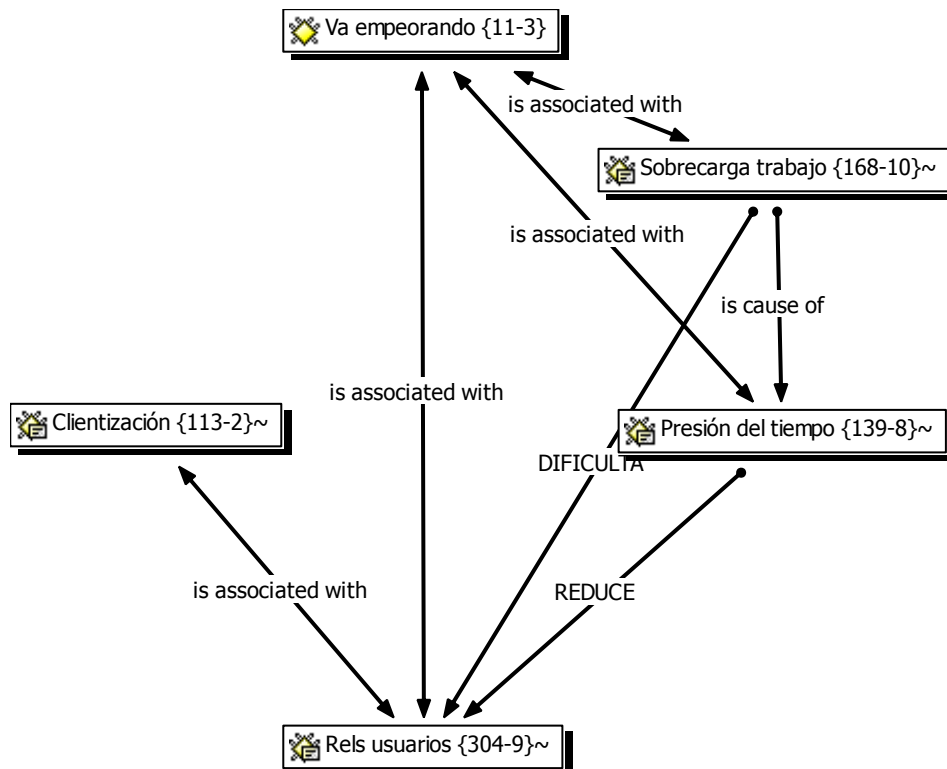 Va empeorando {11-3}
is associated with
Sobrecarga trabajo {168-10}~
is associated with
is cause of
is associated with
Clientización {113-2}~
Presión del tiempo {139-8}~
DIFICULTA
is associated with
REDUCE
Rels usuarios {304-9}~